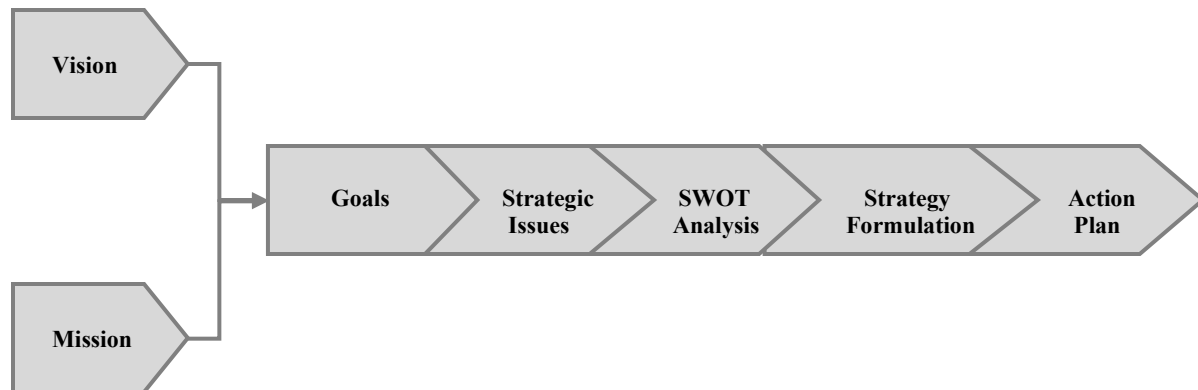 Vision
Goals
Strategic
Issues
SWOT
Analysis
Strategy
Formulation
Action
Plan
Mission